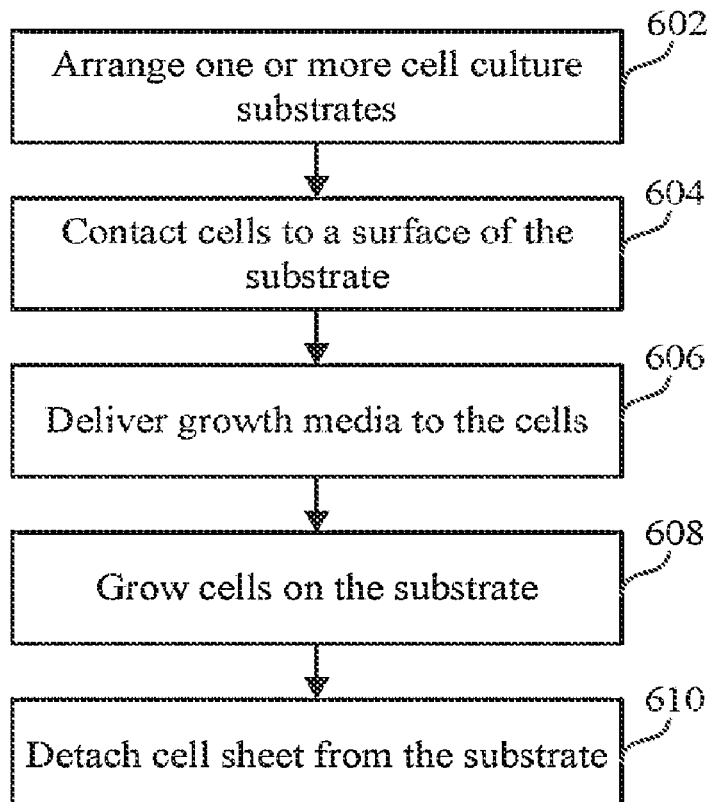 602
Arrange one or more cell culture
substrates
604
Contact cells to a surface of the
substrate
606
Deliver growth media to the cells
608
Grow cells on the substrate
610
Detach cell sheet from the substrate